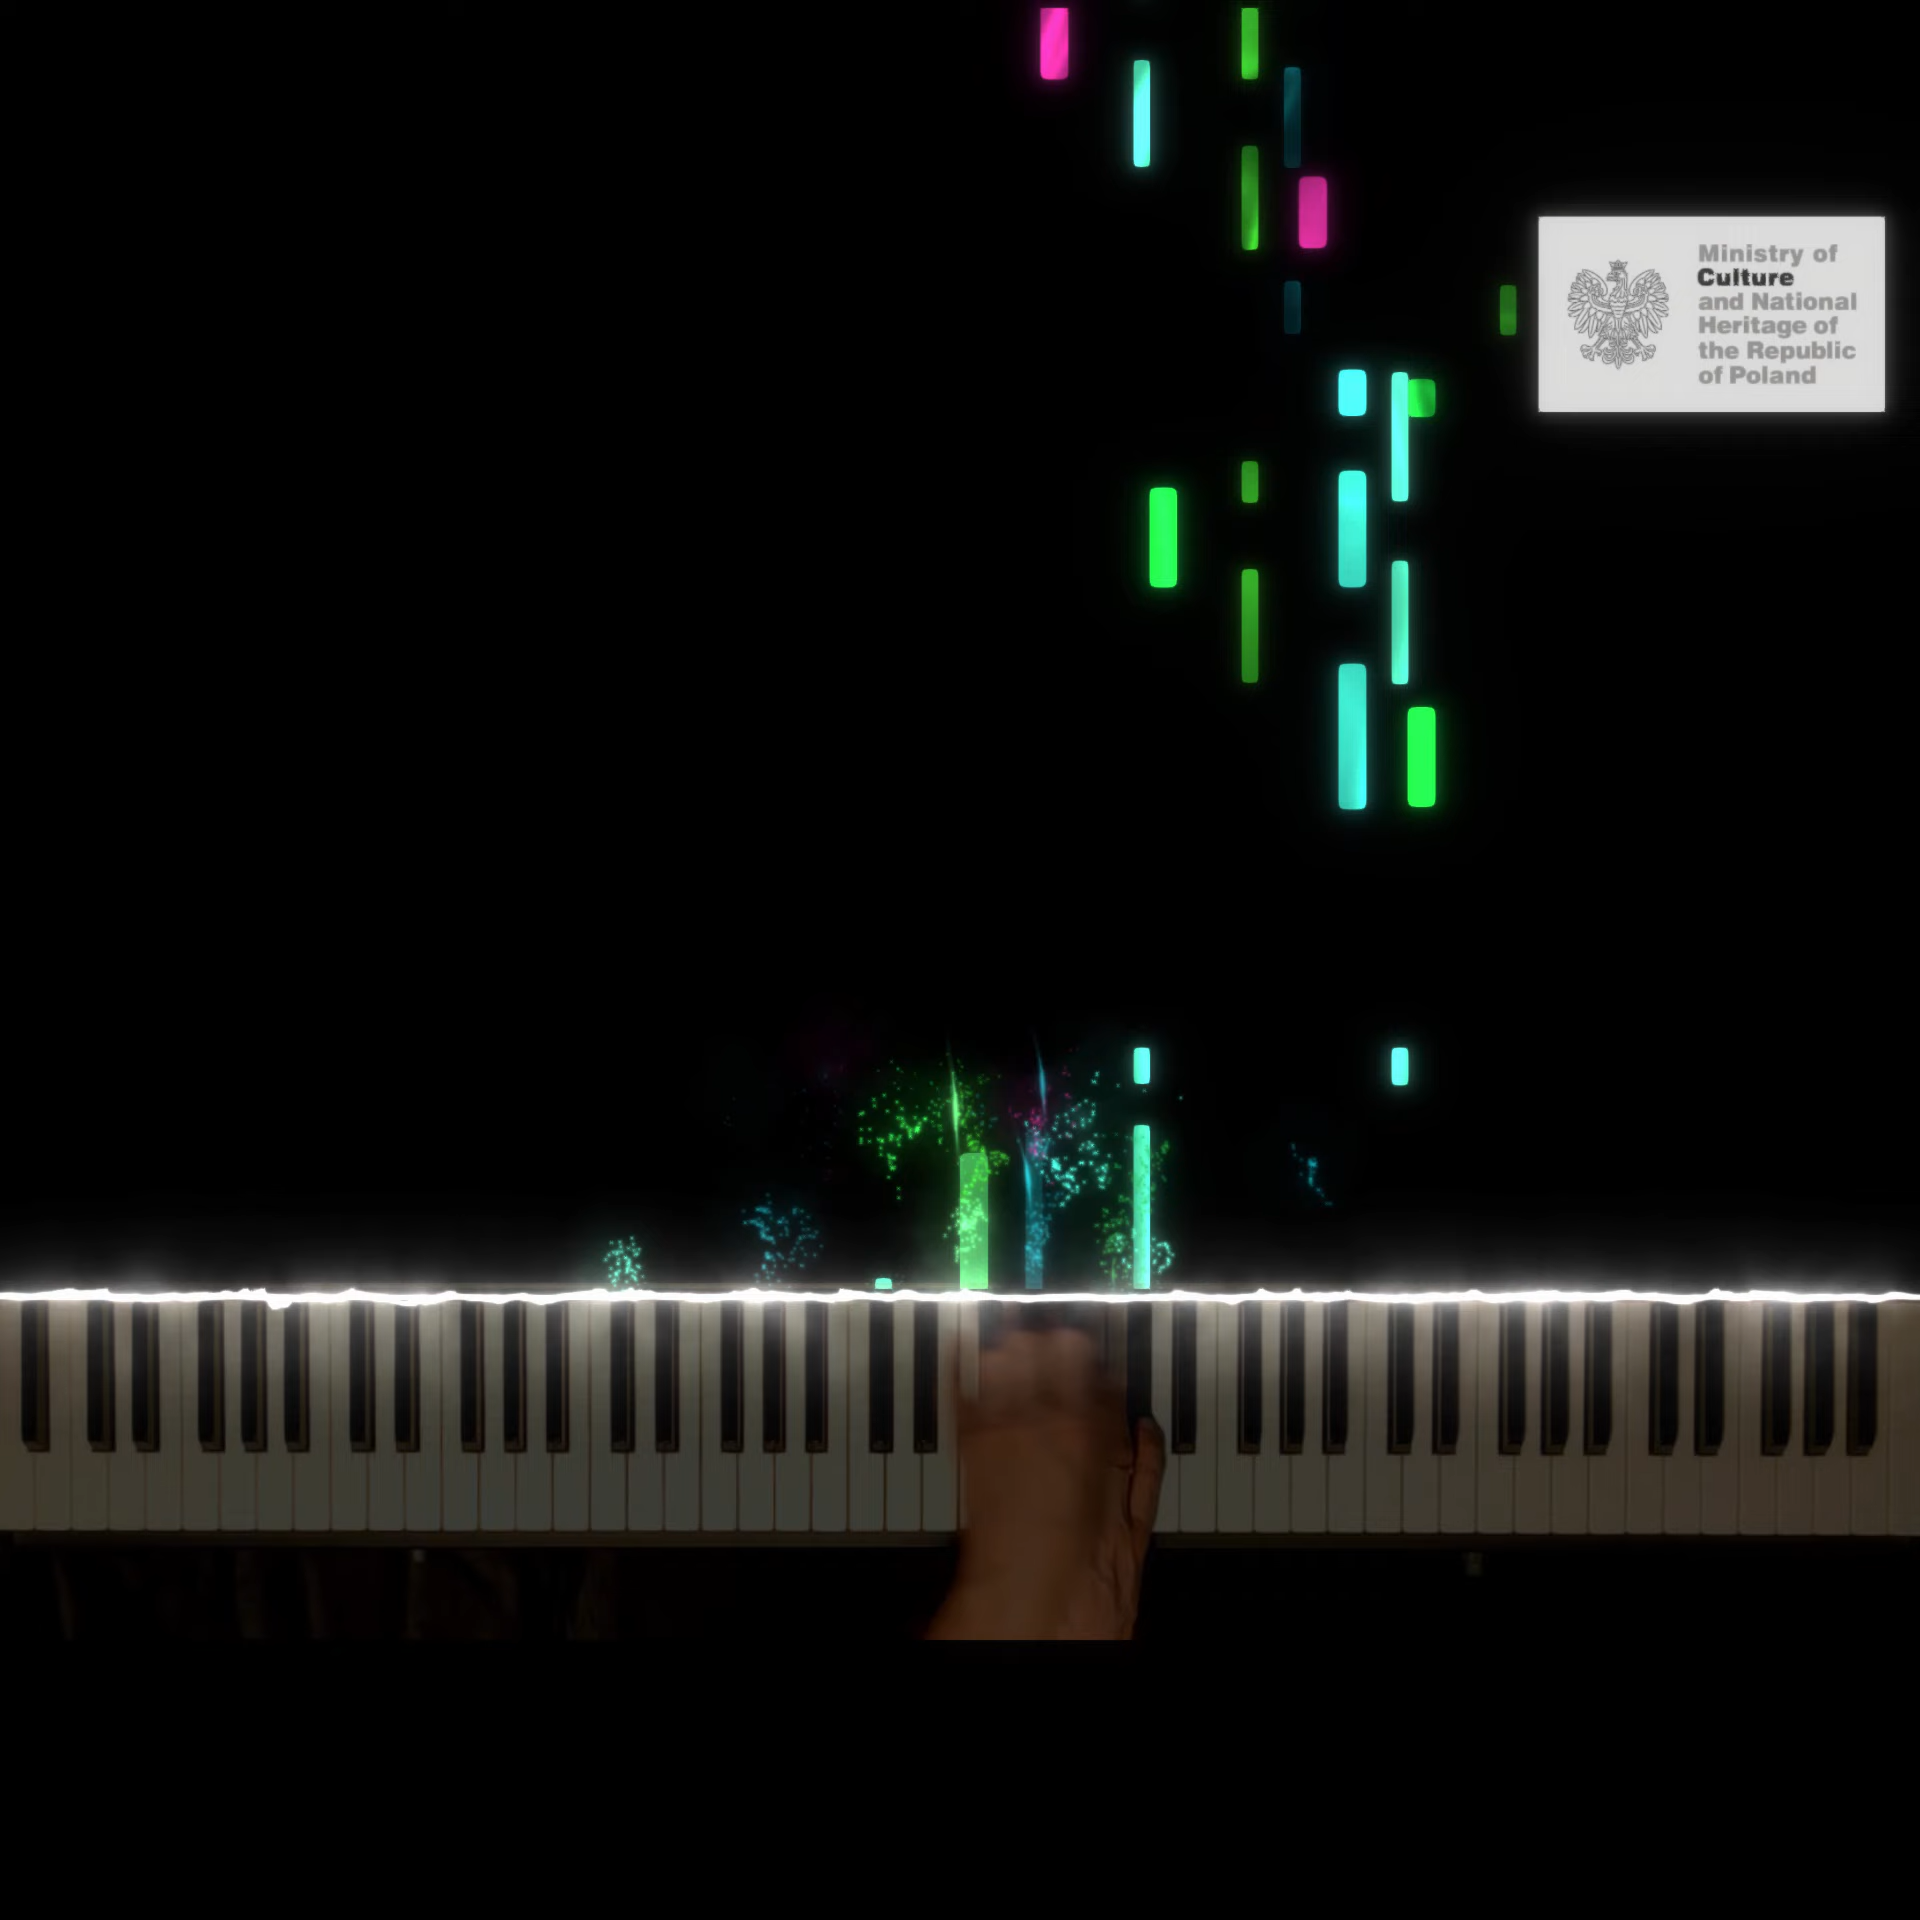 Ministry of
Culture
and National
Heritage of
the Republic
of Poland